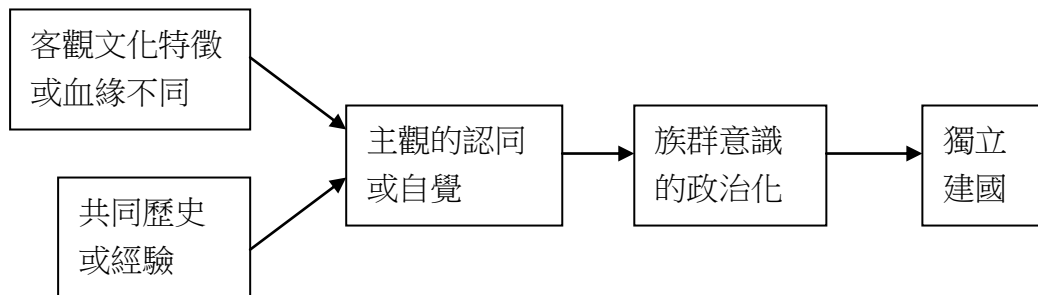 客觀文化特徵
或血緣不同
共同歷史
或經驗
主觀的認同
或自覺
族群意識
的政治化
獨立
建國